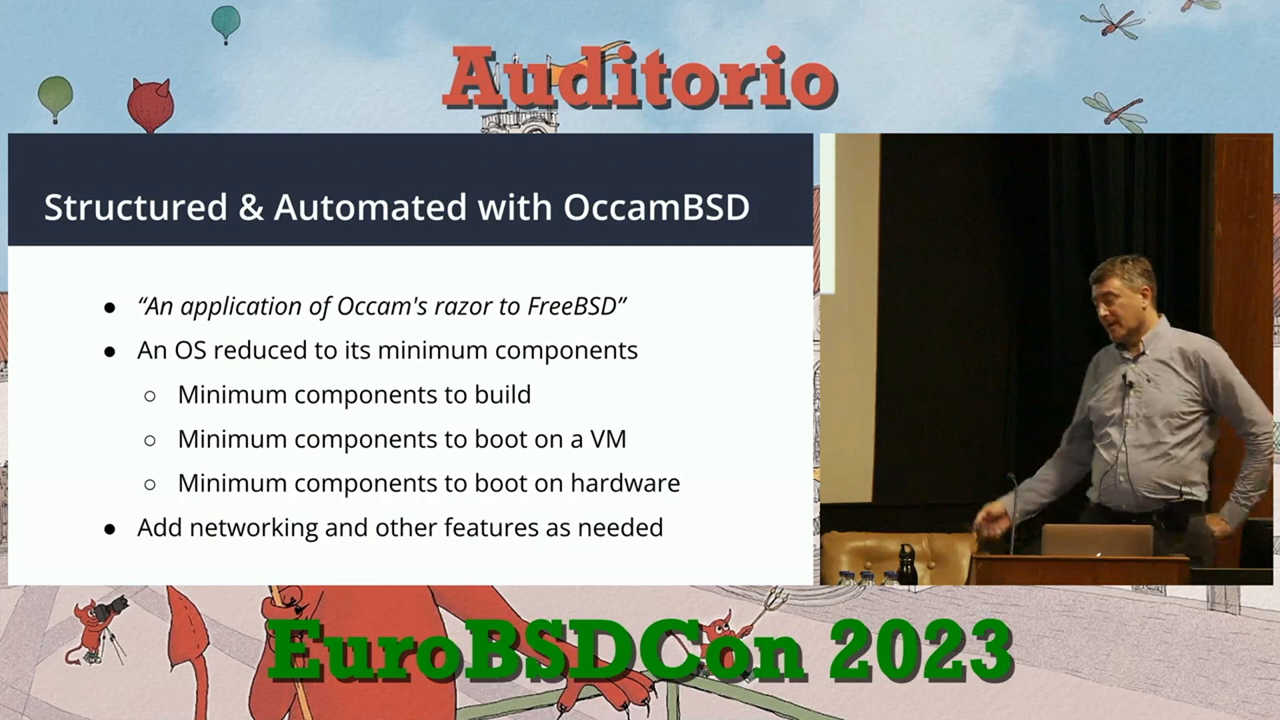 Auditorio
Structured & Automated with OccamBSD
● “An application of Occam's razor to FreeBSD”
● An OS reduced to its minimum components
○ Minimum components to build
○ Minimum components to boot on a VM
○ Minimum components to boot on hardware
● Add networking and other features as needed
EuroBSDCon 2023